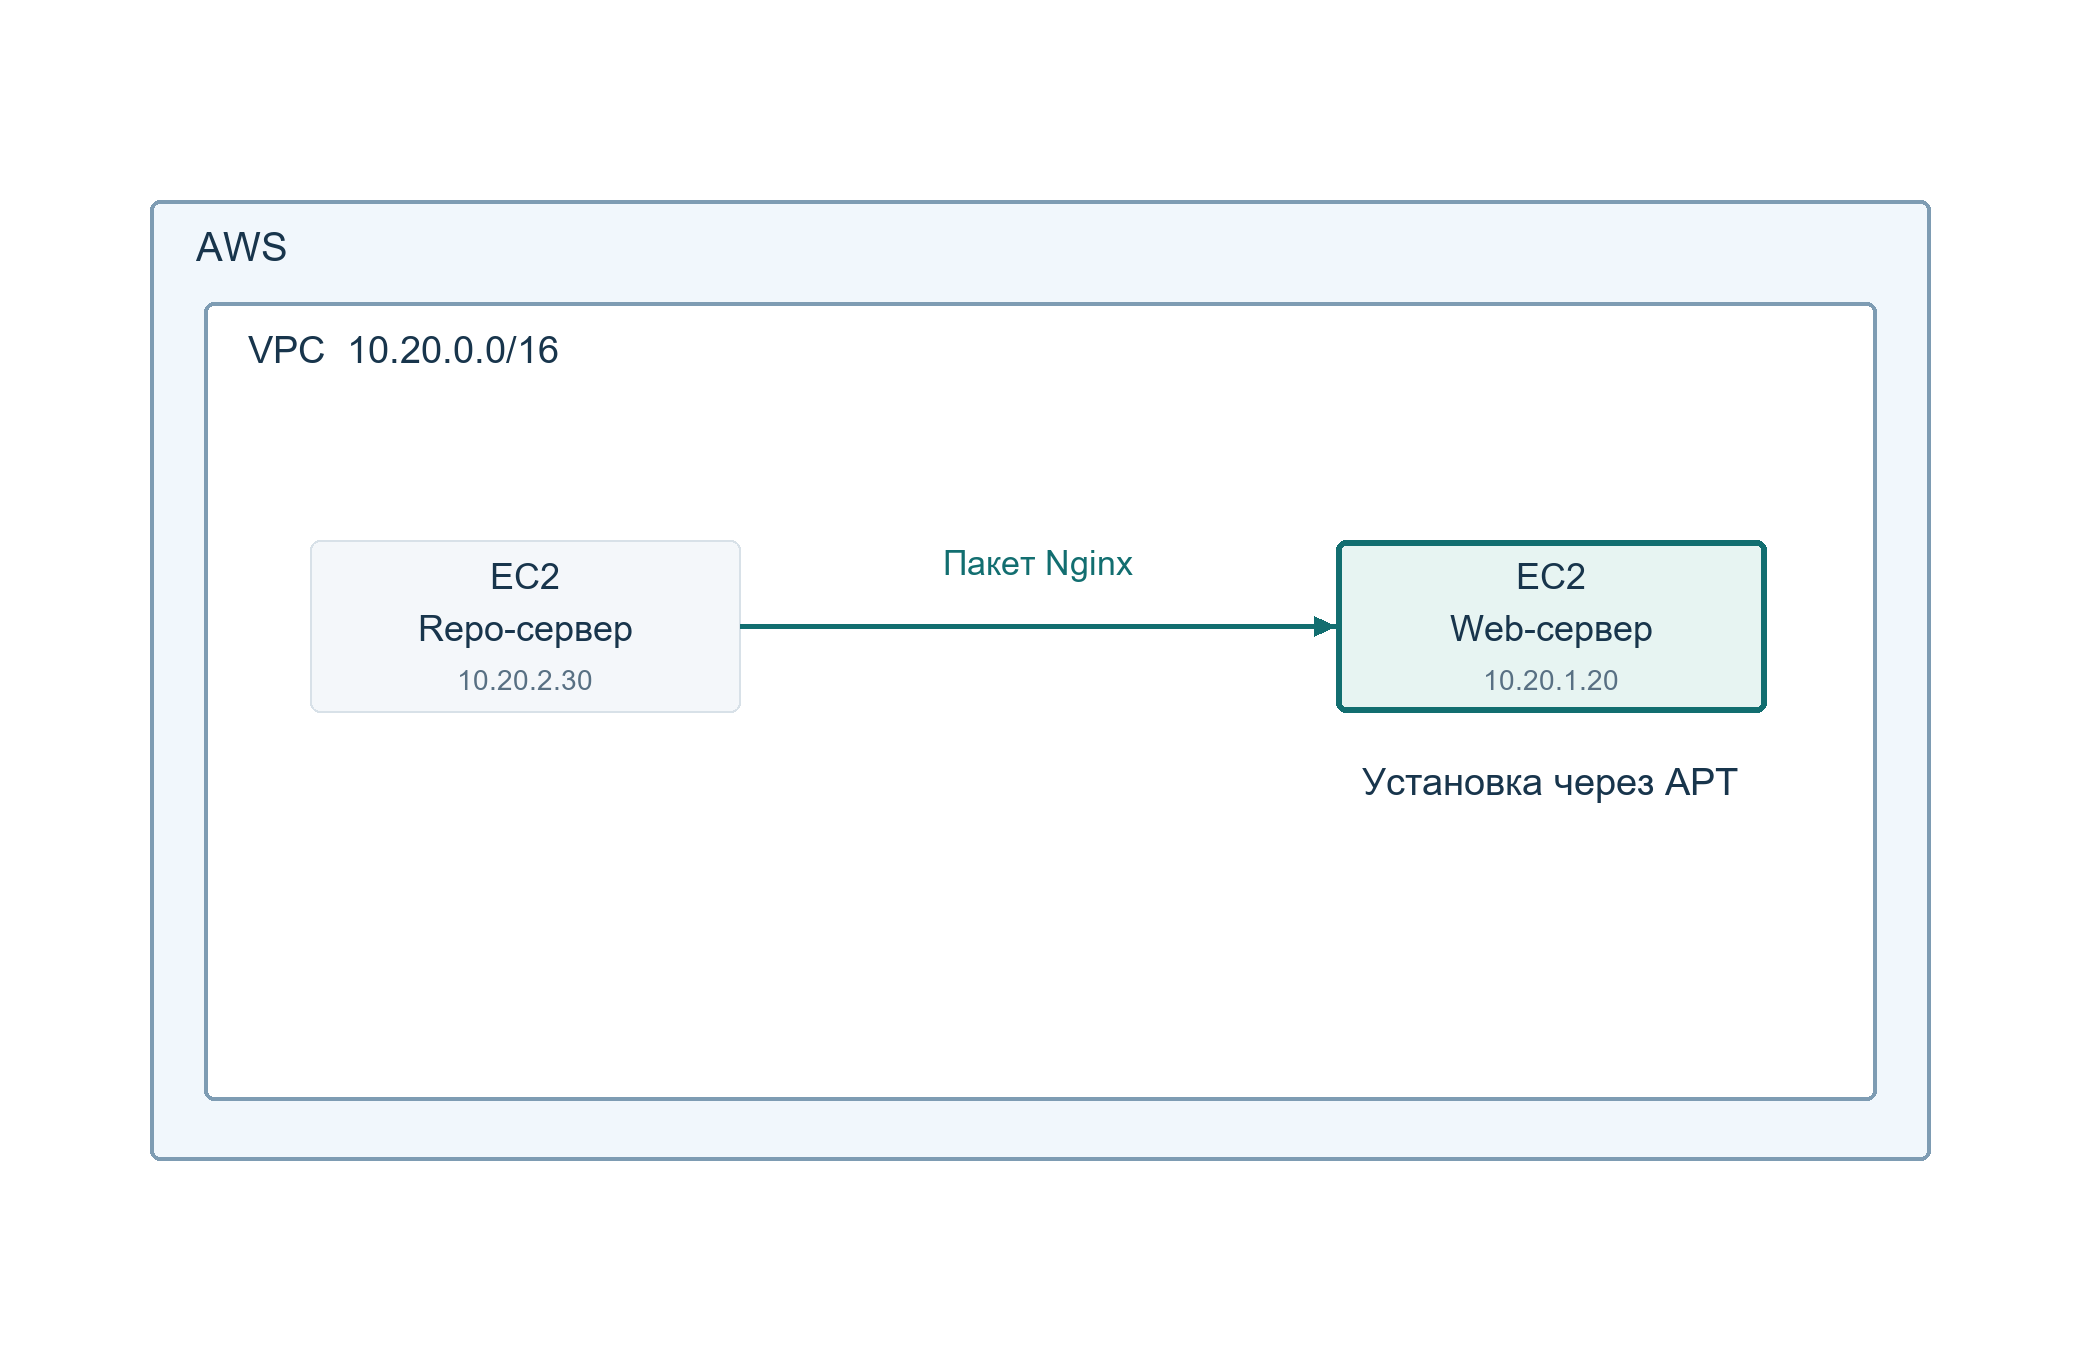 AWS
VPC 10.20.0.0/16
EC2
Repo-сервер
10.20.2.30
Пакет Nginx
EC2
Web-сервер
10.20.1.20
Установка через APT